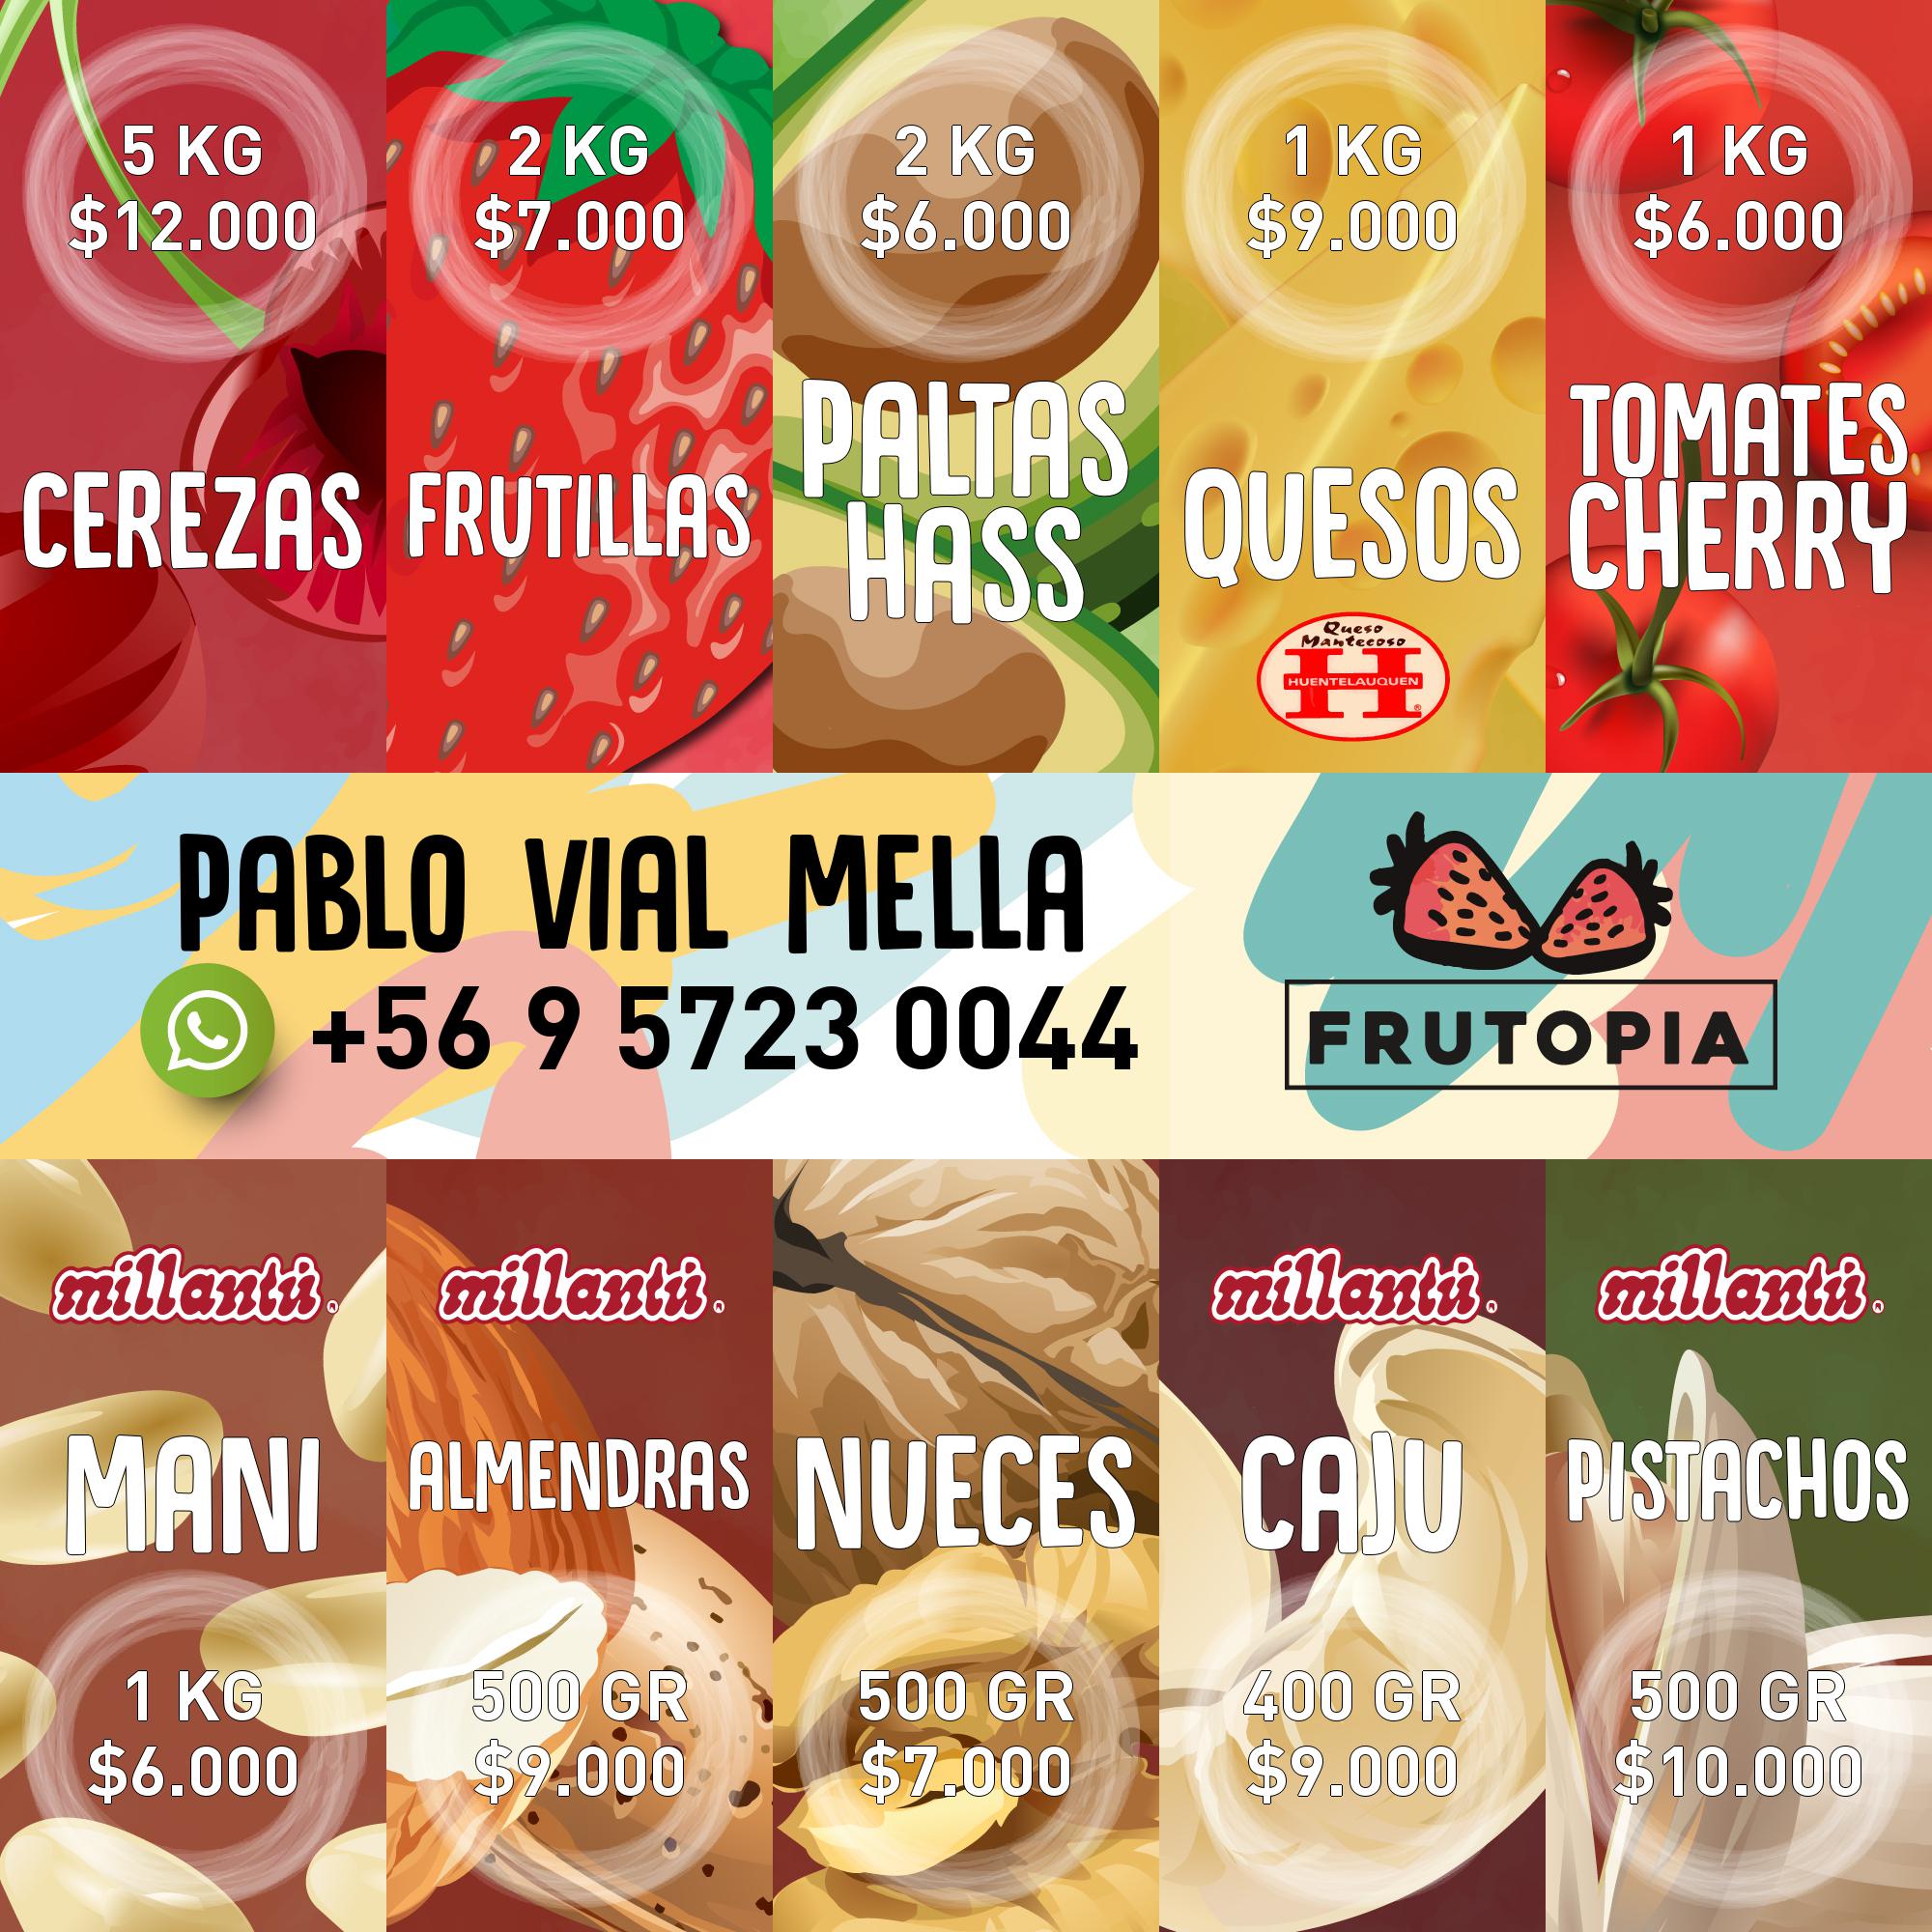 5 KG
$12.000
CEREZAS
2 KG
$7.000
FRUTILLAS
2 KG
$6.000
PALTAS
HASS
1 KG
$9.000
QUESOS
Queso
Mantecoso
H
HUENTELAUQUEN
®
1 KG
$6.000
TOMATES
CHERRY
PABLO VIAL MELLA
+56 9 5723 0044
FRUTOPIA
millantú®
MANI
1 KG
$6.000
millantú®
ALMENDRAS
500 GR
$9.000
NUECES
500 GR
$7.000
millantú®
CAJU
400 GR
$9.000
millantú®
PISTACHOS
500 GR
$10.000